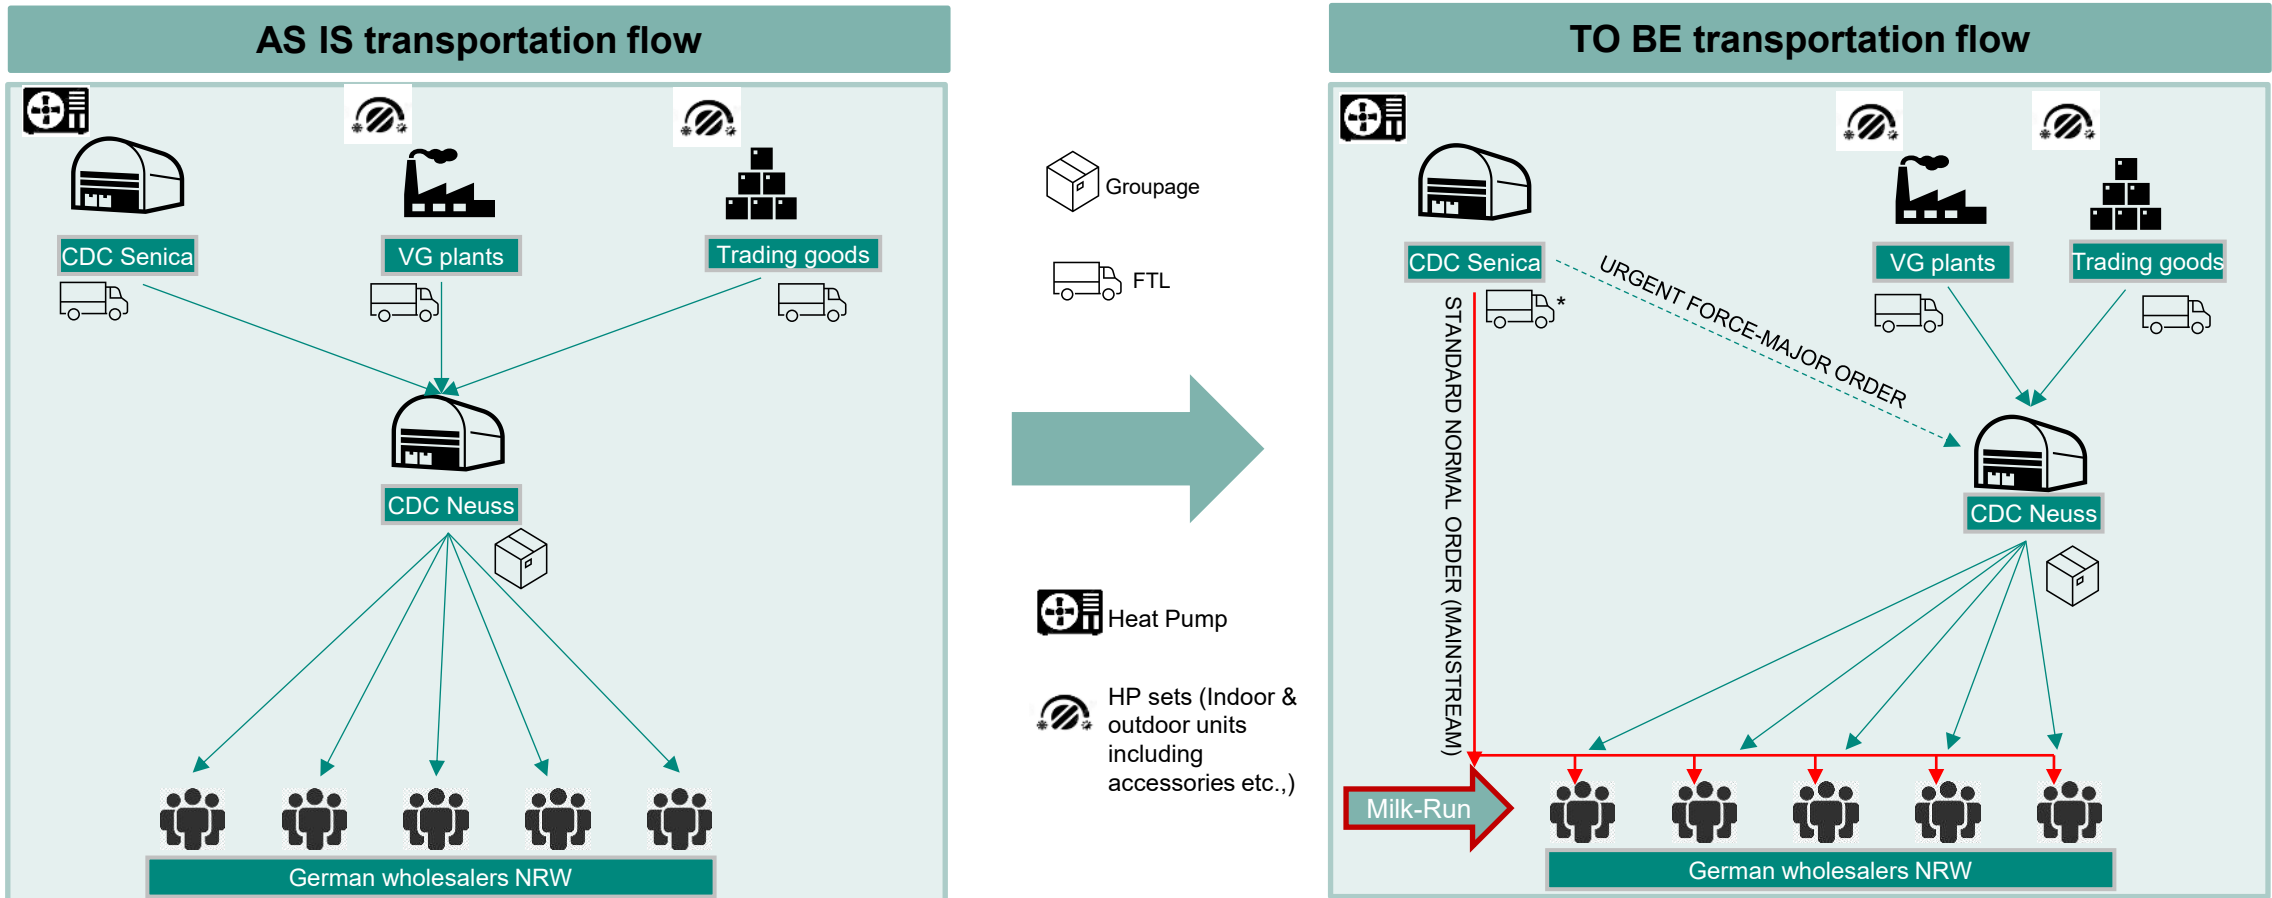 AS IS transportation flow
CDC Senica
VG plants
Trading goods
CDC Neuss
German wholesalers NRW
Groupage
FTL
Heat Pump
HP sets (Indoor &
outdoor units
including
accessories etc.,)
TO BE transportation flow
CDC Senica
VG plants
Trading goods
*
URGENT FORCE-MAJOR ORDER
STANDARD NORMAL ORDER (MAINSTREAM)
CDC Neuss
Milk-Run
German wholesalers NRW